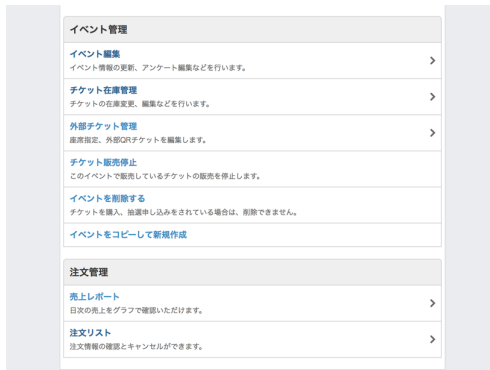 イベント管理
イベント編集
イベント情報の更新、アンケート編集などを行います。
チケット在庫管理
チケットの在庫変更、編集などを行います。
外部チケット管理
座席指定、外部QRチケットを編集します。
チケット販売停止
このイベントで販売しているチケットの販売を停止します。
イベントを削除する
チケットを購入、抽選申し込みをされている場合は、削除できません。
イベントをコピーして新規作成
注文管理
売上レポート
日次の売上をグラフで確認いただけます。
注文リスト
注文情報の確認とキャンセルができます。